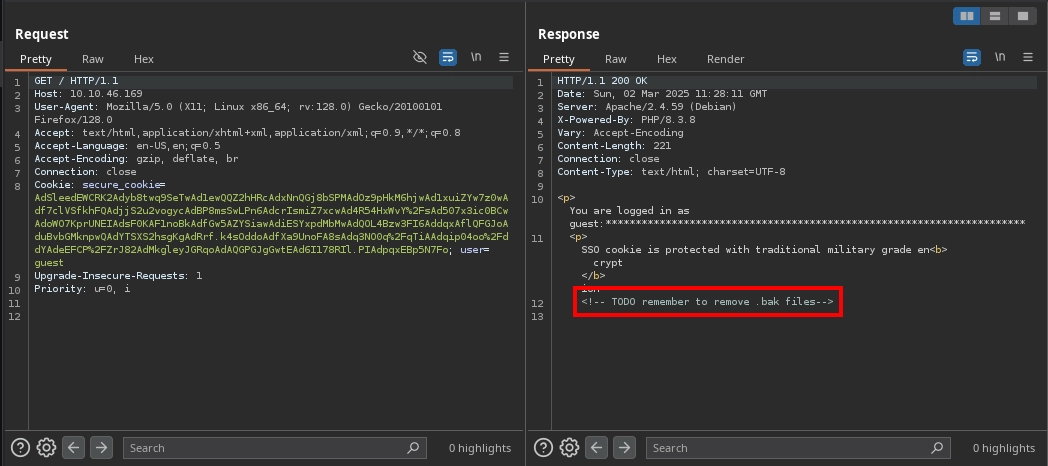 Request
Pretty Raw Hex \n
1 GET / HTTP/1.1
2 Host: 10.10.46.169
3 User-Agent: Mozilla/5.0 (X11; Linux x86_64; rv:128.0) Gecko/20100101
Firefox/128.0
4 Accept: text/html,application/xhtml+xml,application/xml;q=0.9,*/*;q=0.8
5 Accept-Language: en-US,en;q=0.5
6 Accept-Encoding: gzip, deflate, br
7 Connection: close
8 Cookie: secure_cookie=
user=
guest
9 Upgrade-Insecure-Requests: 1
10 Priority: u=0, i
11
12
Search 0 highlights
Response
Pretty Raw Hex Render \n
1 HTTP/1.1 200 OK
2 Date: Sun, 02 Mar 2025 11:28:11 GMT
3 Server: Apache/2.4.59 (Debian)
4 X-Powered-By: PHP/8.3.8
5 Vary: Accept-Encoding
6 Content-Length: 221
7 Connection: close
8 Content-Type: text/html; charset=UTF-8
9
10 <p>
You are logged in as
guest:
11 <p>
SSO cookie is protected with traditional military grade en<b>
crypt
</b>
ion
12 <!-- TODO remember to remove .bak files-->
13
Search 0 highlights